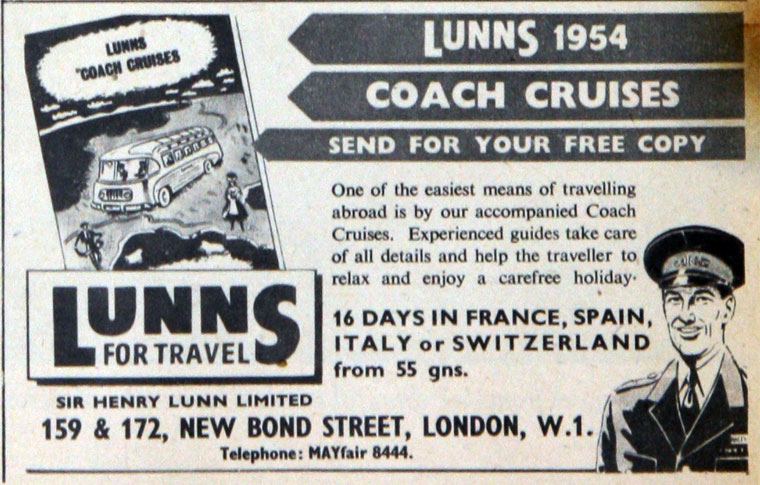 LUNNS
COACH CRUISES
LUNNS 1954
COACH CRUISES
SEND FOR YOUR FREE COPY
One of the easiest means of travelling
abroad is by our accompanied Coach
Cruises. Experienced guides take care
of all details and help the traveller to
relax and enjoy a carefree holiday.
16 DAYS IN FRANCE, SPAIN,
ITALY or SWITZERLAND
from 55 gns.
LUNNS
FOR TRAVEL
SIR HENRY LUNN LIMITED
159 & 172, NEW BOND STREET, LONDON, W.1.
Telephone: MAYfair 8444.